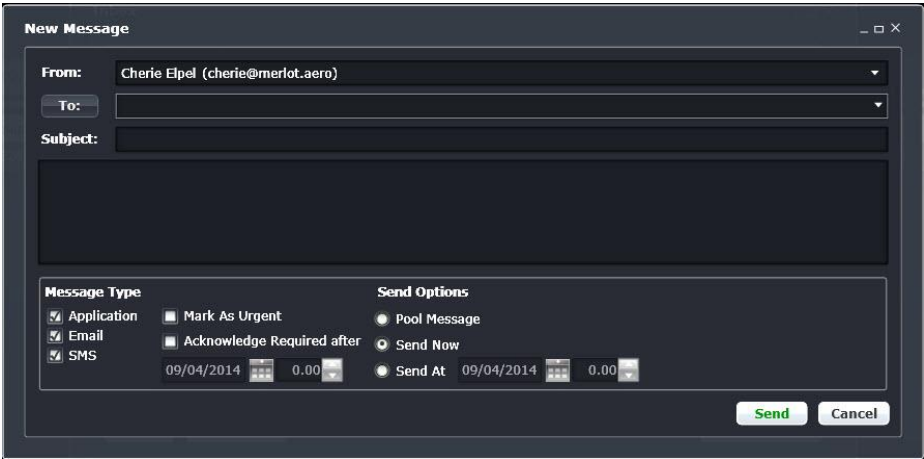 New Message
From: Cherie Elpel (cherie@merlot.aero)
To:
Subject:
Message Type Send Options
Application Mark As Urgent Pool Message
Email Acknowledge Required after Send Now
SMS
09/04/2014 0.00 Send At 09/04/2014 0.00
Send Cancel